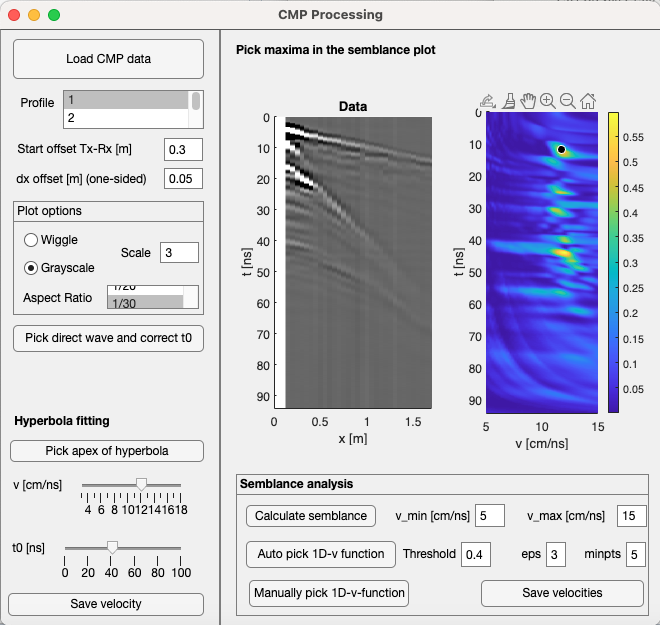 CMP Processing
Load CMP data
Profile
1
2
Start offset Tx-Rx [m]
0.3
dx offset [m] (one-sided)
0.05
Plot options
Wiggle
Grayscale
Scale
3
Aspect Ratio
1/20
1/30
Pick direct wave and correct t0
Hyperbola fitting
Pick apex of hyperbola
v [cm/ns]
4 6 8 10 12 14 16 18
t0 [ns]
0 20 40 60 80 100
Save velocity
Pick maxima in the semblance plot
Data
0
10
20
30
40
50
60
70
80
90
t [ns]
0 0.5 1 1.5
x [m]
0
10
20
30
40
50
60
70
80
90
t [ns]
5 10 15
v [cm/ns]
0.55
0.5
0.45
0.4
0.35
0.3
0.25
0.2
0.15
0.1
0.05
Semblance analysis
Calculate semblance v_min [cm/ns] 5 v_max [cm/ns] 15
Auto pick 1D-v function Threshold 0.4 eps 3 minpts 5
Manually pick 1D-v-function Save velocities